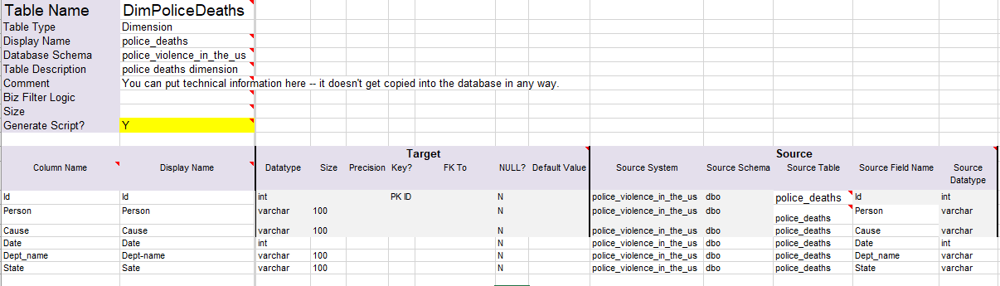 Table Name DimPoliceDeaths
Table Type Dimension
Display Name police_deaths
Database Schema police_violence_in_the_us
Table Description police deaths dimension
Comment You can put technical information here -- it doesn't get copied into the database in any way.
Biz Filter Logic
Size
Generate Script? Y
Target Source
Column Name Display Name Datatype Size Precision Key? FK To NULL? Default Value Source System Source Schema Source Table Source Field Name Source Datatype
Id Id int PK ID N police_violence_in_the_us dbo police_deaths Id int
Person Person varchar 100 N police_violence_in_the_us dbo police_deaths Person varchar
Cause Cause varchar 100 N police_violence_in_the_us dbo police_deaths Cause varchar
Date Date int N police_violence_in_the_us dbo police_deaths Date int
Dept_name Dept-name varchar 100 N police_violence_in_the_us dbo police_deaths Dept_name varchar
State Sate varchar 100 N police_violence_in_the_us dbo police_deaths State varchar